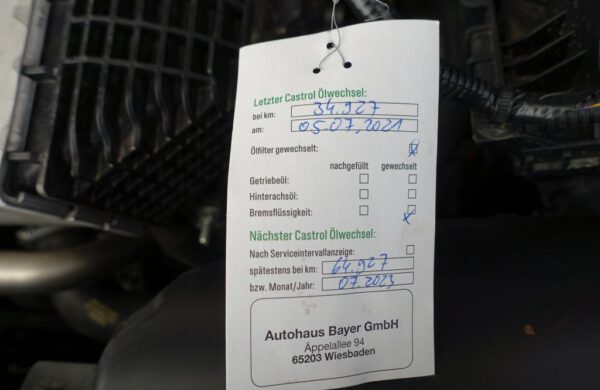 Letzter Castrol Ölwechsel:
bei km: 34.927
am: 05.07.2021
Ölfilter gewechselt:
nachgefüllt gewechselt
Getriebeöl:
Hinterachsöl:
Bremsflüssigkeit:
Nächster Castrol Ölwechsel:
Nach Serviceintervallanzeige:
spätestens bei km: 64.927
bzw. Monat/Jahr: 07.2023
Autohaus Bayer GmbH
Äppelallee 94
65203 Wiesbaden